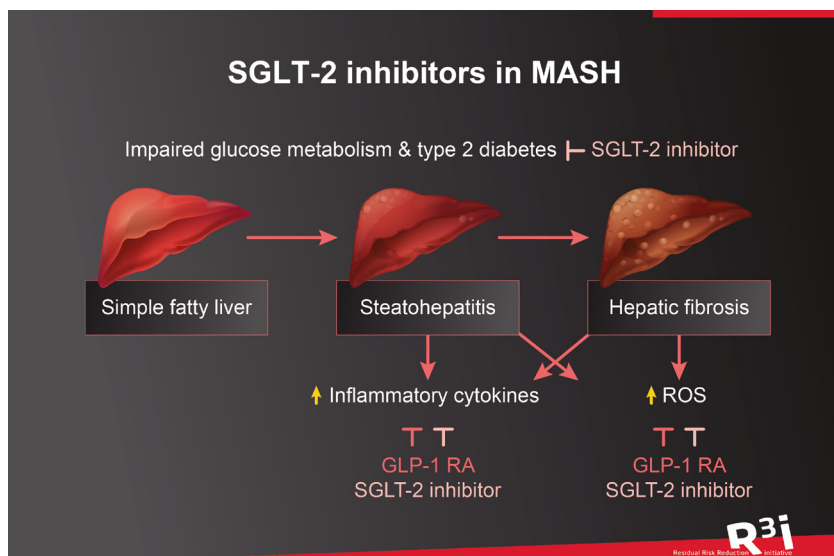 SGLT-2 inhibitors in MASH
Impaired glucose metabolism & type 2 diabetes SGLT-2 inhibitor
Simple fatty liver
Steatohepatitis
Hepatic fibrosis
Inflammatory cytokines
ROS
GLP-1 RA
SGLT-2 inhibitor
GLP-1 RA
SGLT-2 inhibitor
R³i
Residual Risk Reduction initiative